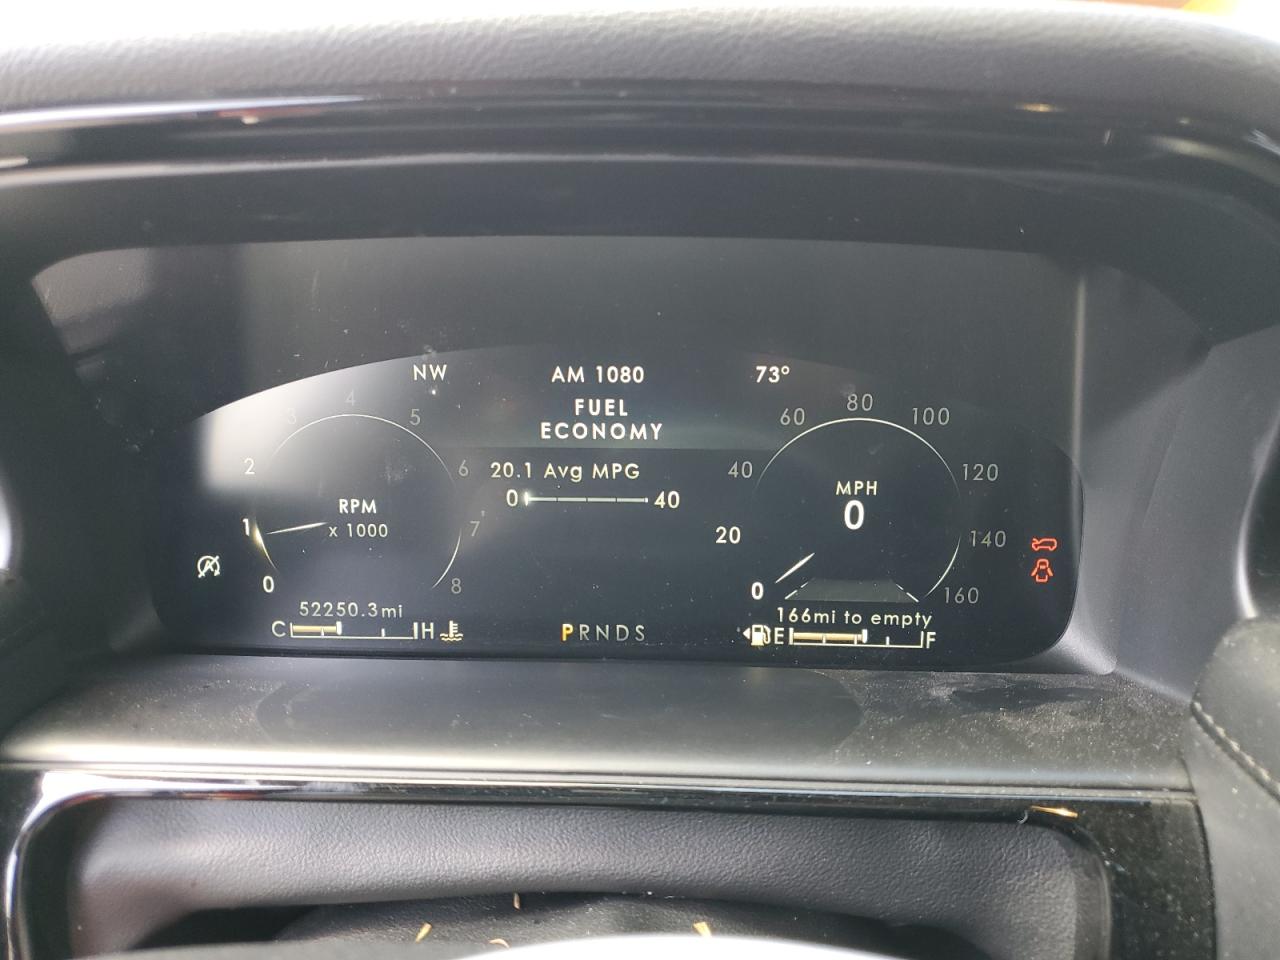 NW AM 1080 73°
FUEL
ECONOMY
20.1 Avg MPG
0 40
0 1 2 3 4 5 6 7 8
RPM
x 1000
0 20 40 60 80 100 120 140 160
MPH
0
52250.3mi
C H
PRNDS
166mi to empty
E F